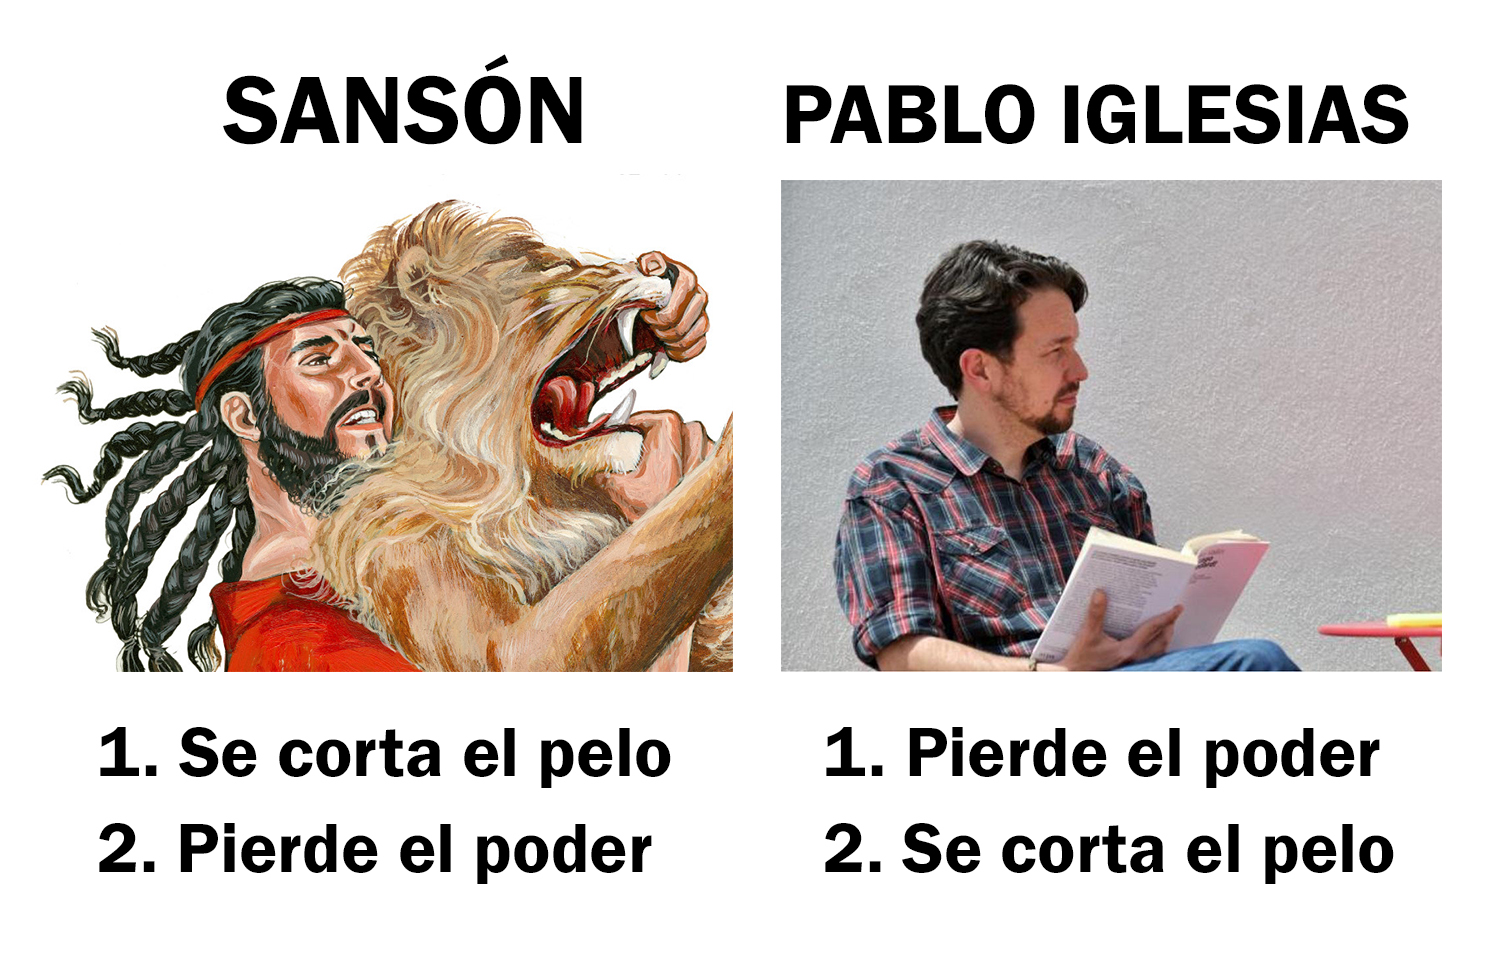 SANSÓN
PABLO IGLESIAS
1. Se corta el pelo
2. Pierde el poder
1. Pierde el poder
2. Se corta el pelo